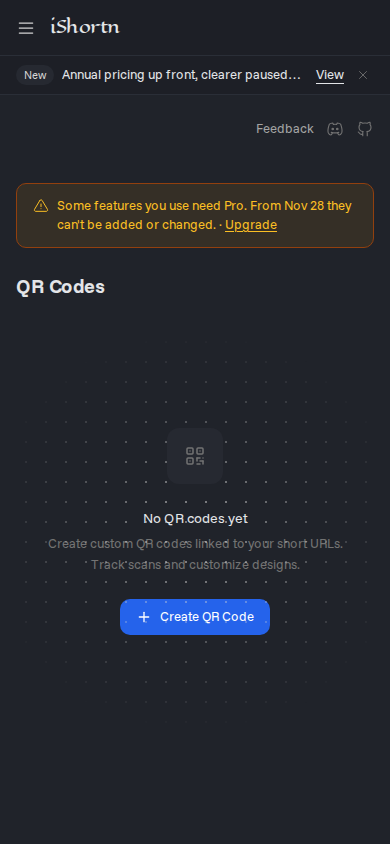 iShortn
New Annual pricing up front, clearer paused... View
Feedback
Some features you use need Pro. From Nov 28 they
can't be added or changed. · Upgrade
QR Codes
No QR codes yet
Create custom QR codes linked to your short URLs.
Track scans and customize designs.
Create QR Code